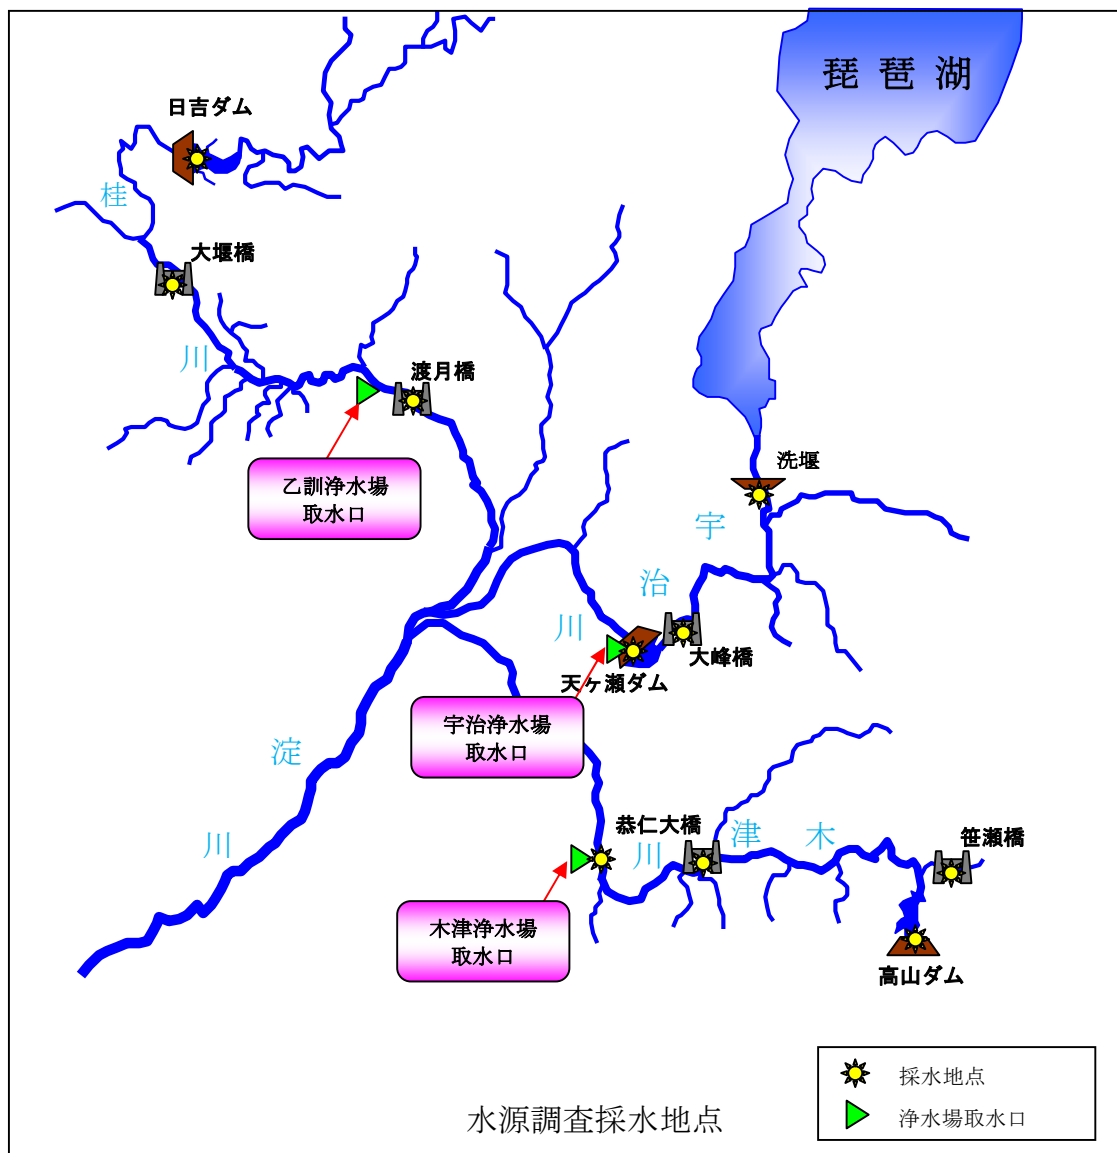 琵琶湖
日吉ダム
桂
大堰橋
川
渡月橋
乙訓浄水場
取水口
洗堰
宇
治
川
大峰橋
天ヶ瀬ダム
宇治浄水場
取水口
淀
川
恭仁大橋
川
津
木
笹瀬橋
木津浄水場
取水口
高山ダム
採水地点
浄水場取水口
水源調査採水地点